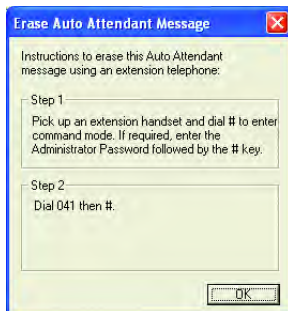 Erase Auto Attendant Message
Instructions to erase this Auto Attendant
message using an extension telephone:
Step 1
Pick up an extension handset and dial # to enter
command mode. If required, enter the
Administrator Password followed by the # key.
Step 2
Dial 041 then #.
OK